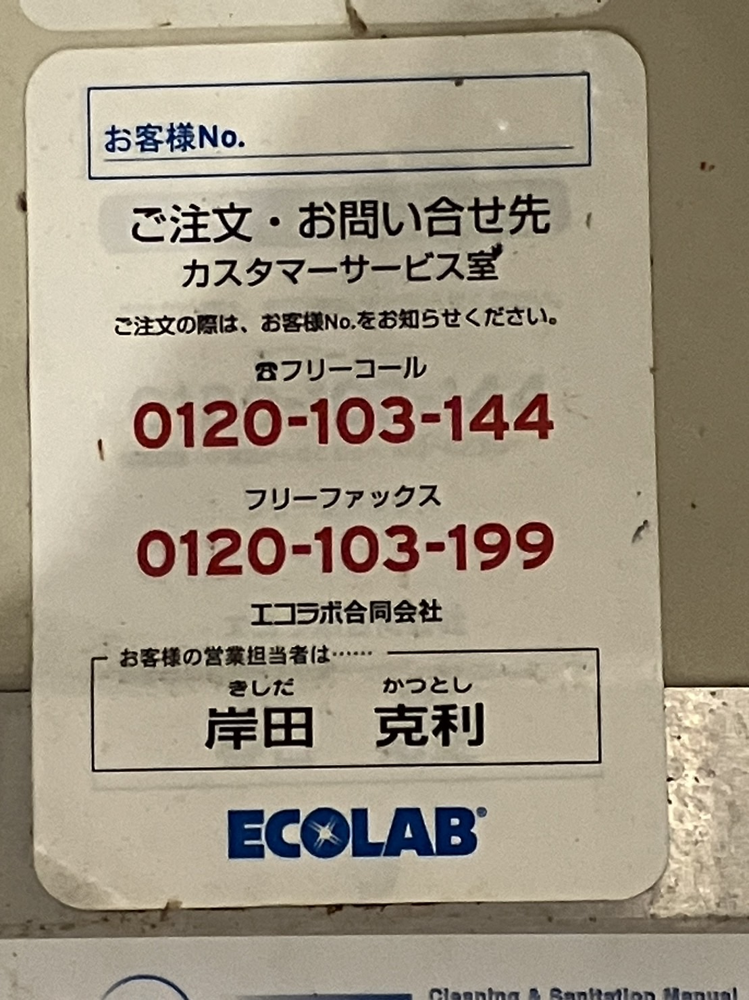 お客様No.
ご注文・お問い合せ先
カスタマーサービス室
ご注文の際は、お客様No.をお知らせください。
☎フリーコール
0120-103-144
フリーファックス
0120-103-199
エコラボ合同会社
お客様の営業担当者は……
きしだ かつとし
岸田 克利
ECOLAB®
Cleaning & Sanitation Manual